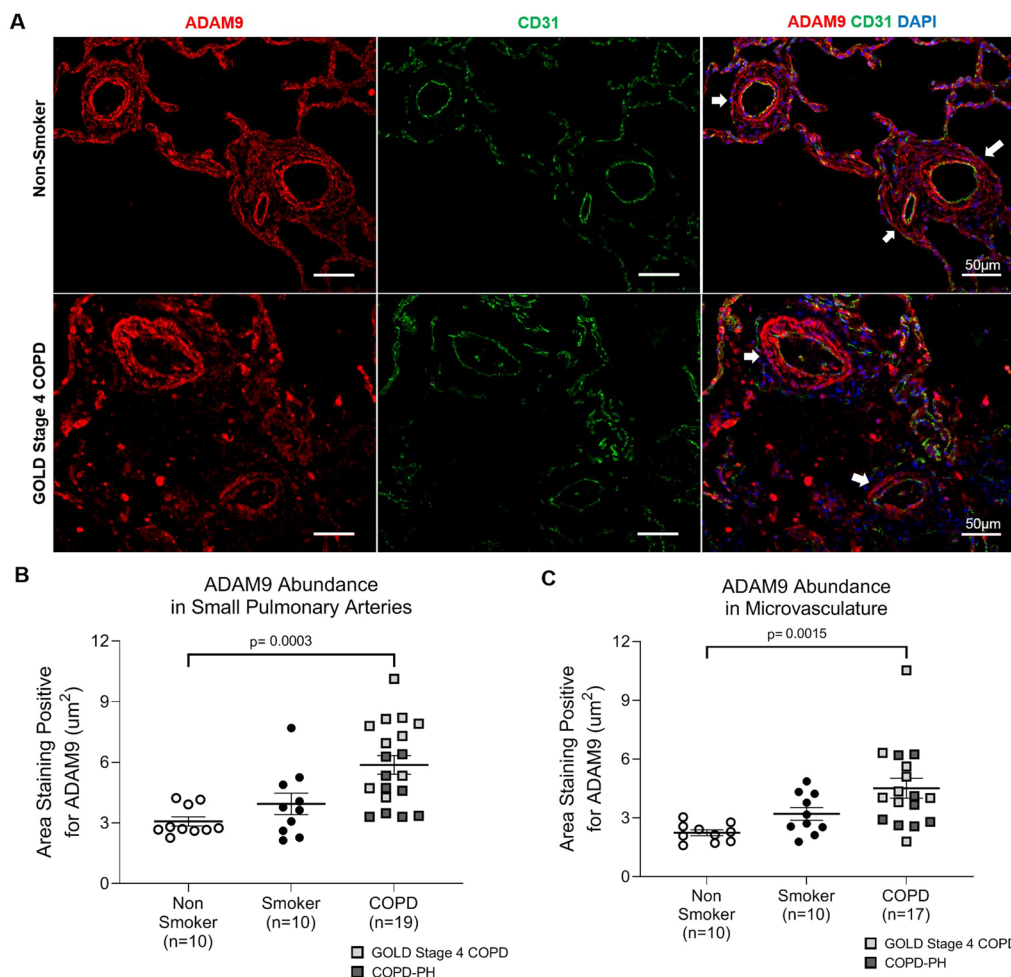 A
ADAM9
CD31
ADAM9 CD31 DAPI
Non-Smoker
50µm
GOLD Stage 4 COPD
50µm
B
ADAM9 Abundance
in Small Pulmonary Arteries
p= 0.0003
Area Staining Positive
for ADAM9 (um²)
12
9
6
3
0
Non
Smoker
(n=10)
Smoker
(n=10)
COPD
(n=19)
GOLD Stage 4 COPD
COPD-PH
C
ADAM9 Abundance
in Microvasculature
p= 0.0015
Area Staining Positive
for ADAM9 (um²)
12
9
6
3
0
Non
Smoker
(n=10)
Smoker
(n=10)
COPD
(n=17)
GOLD Stage 4 COPD
COPD-PH